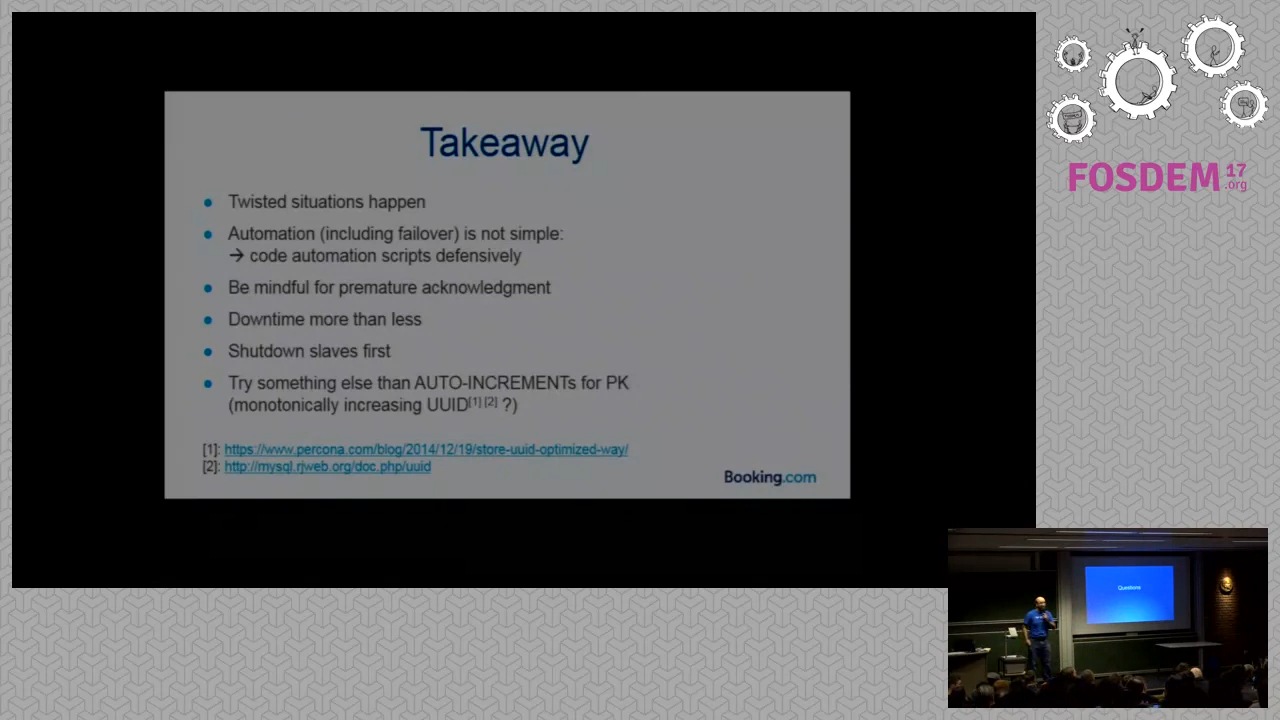 Takeaway
Twisted situations happen
Automation (including failover) is not simple:
→ code automation scripts defensively
Be mindful for premature acknowledgment
Downtime more than less
Shutdown slaves first
Try something else than AUTO-INCREMENTs for PK
(monotonically increasing UUID[1] [2] ?)
[1]: https://www.percona.com/blog/2014/12/19/store-uuid-optimized-way/
[2]: http://mysql.rjweb.org/doc.php/uuid
Booking.com
FOSDEM 17
.org
Questions